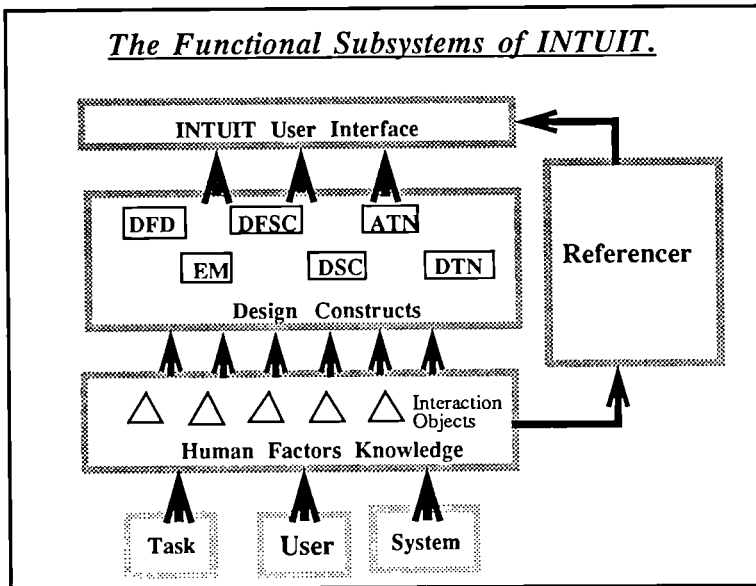 The Functional Subsystems of INTUIT.
INTUIT User Interface
DFD DFSC ATN
EM DSC DTN
Design Constructs
Referencer
Interaction
Objects
Human Factors Knowledge
Task User System